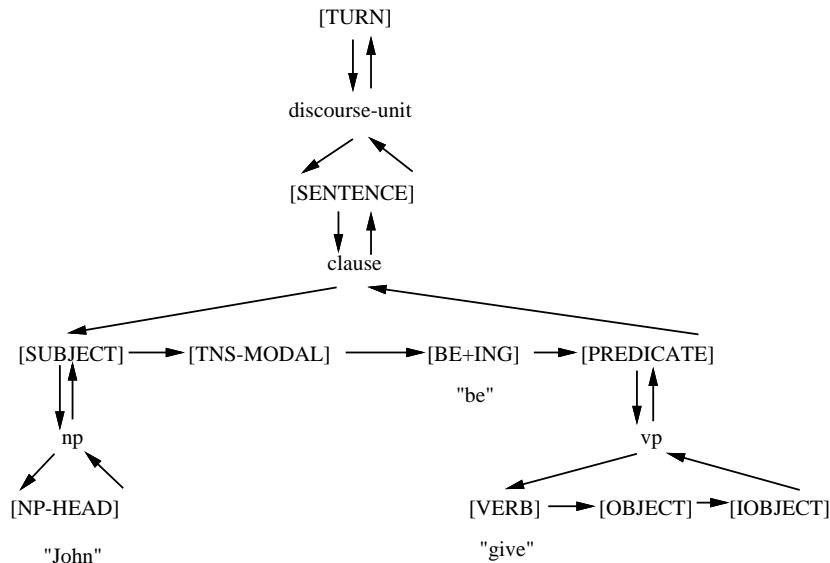 [TURN]
discourse-unit
[SENTENCE]
clause
[SUBJECT] [TNS-MODAL] [BE+ING] [PREDICATE]
"be"
np vp
[NP-HEAD] [VERB] [OBJECT] [IOBJECT]
"John" "give"